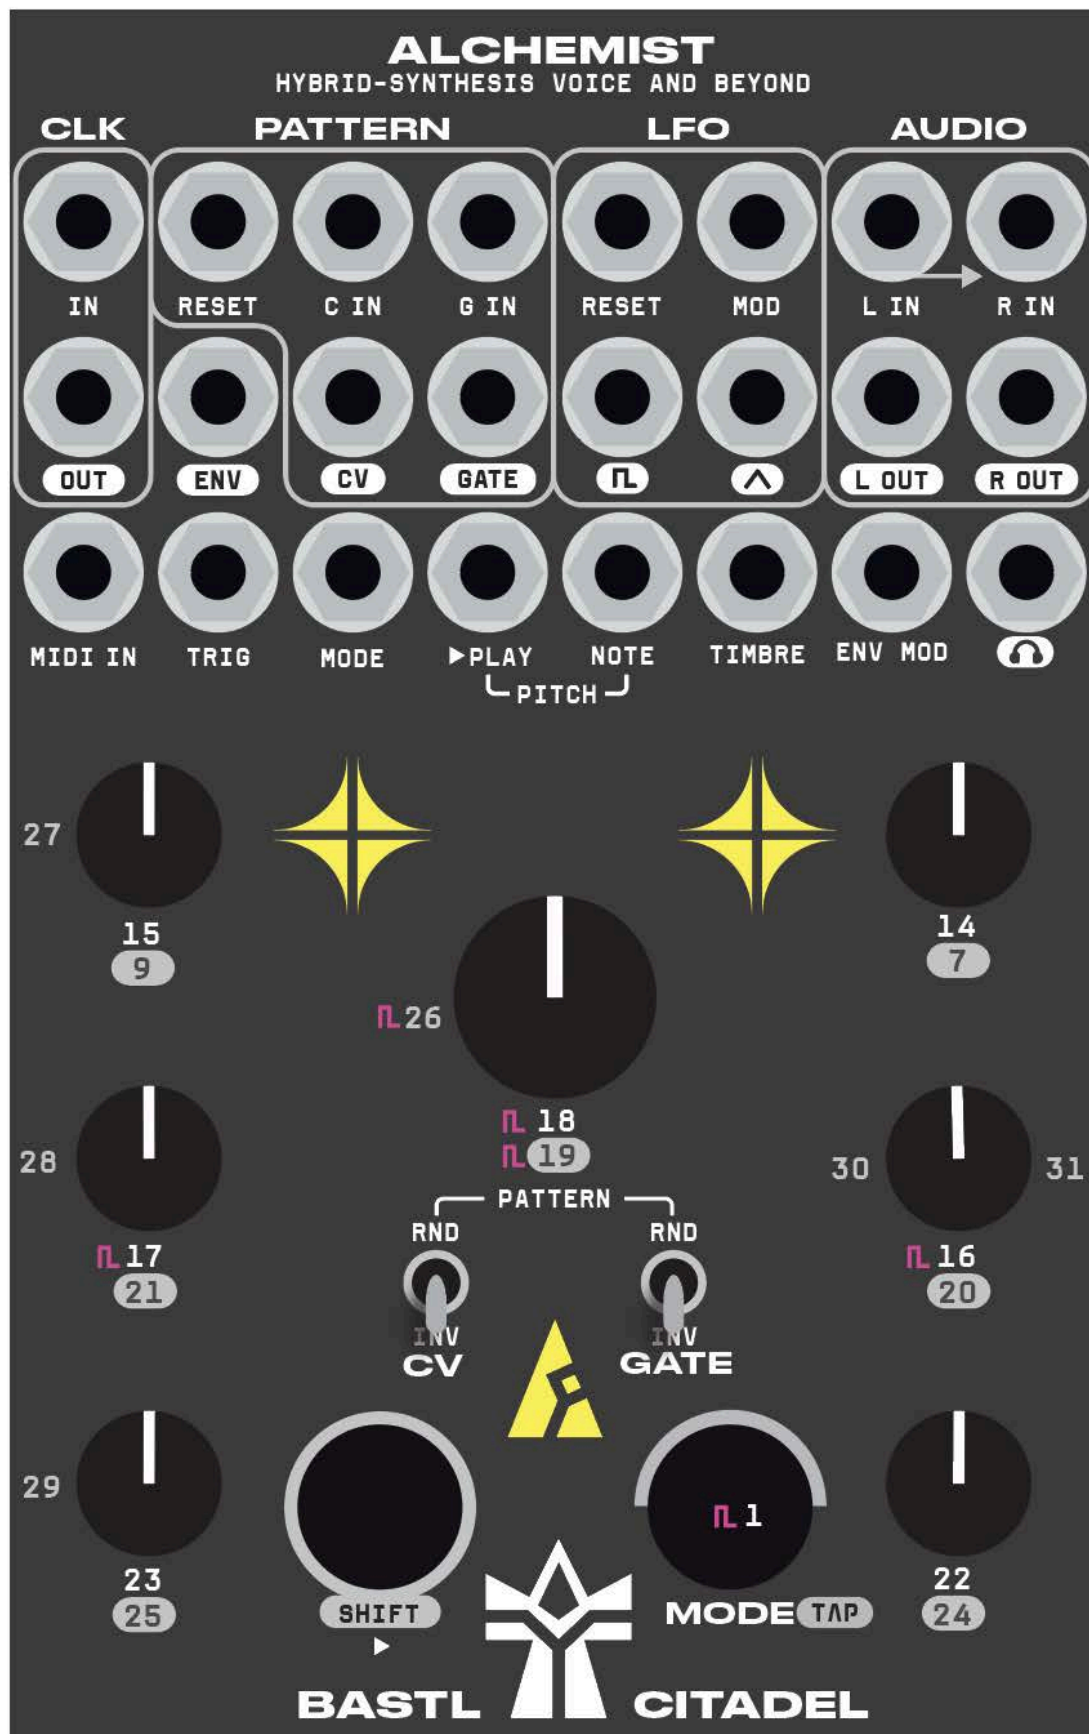 ALCHEMIST
HYBRID-SYNTHESIS VOICE AND BEYOND
CLK PATTERN LFO AUDIO
IN RESET C IN G IN RESET MOD L IN R IN
OUT ENV CV GATE L OUT R OUT
MIDI IN TRIG MODE ▶PLAY NOTE TIMBRE ENV MOD
PITCH
27
15
9
14
7
26
18
19
28
17
21
30 31
16
20
PATTERN
RND RND
INV INV
CV GATE
29
23
25
1
22
24
SHIFT
▶
MODE TAP
BASTL CITADEL